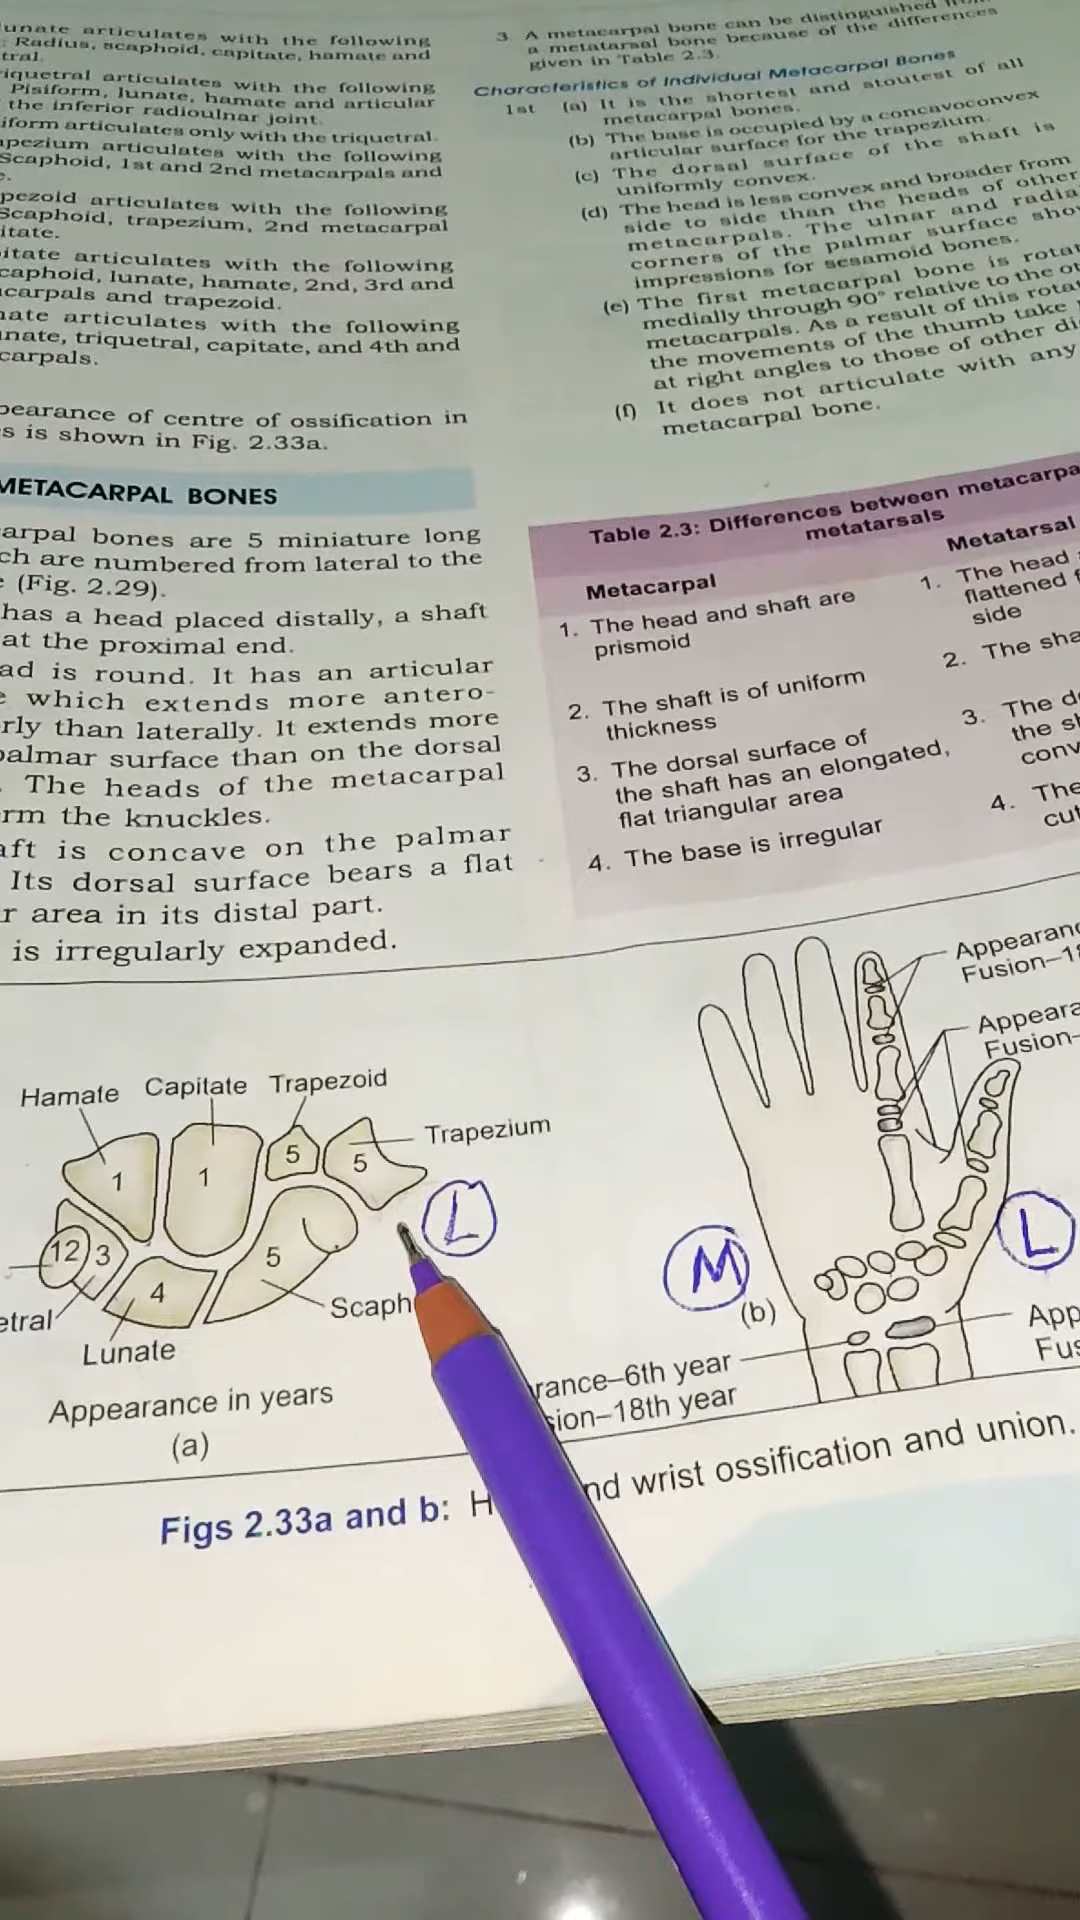 unate articulates with the following
: Radius, scaphoid, capitate, hamate and
tral.
iquetral articulates with the following
Pisiform, lunate, hamate and articular
the inferior radioulnar joint.
iform articulates only with the triquetral.
apezium articulates with the following
Scaphoid, 1st and 2nd metacarpals and
pezoid articulates with the following
Scaphoid, trapezium, 2nd metacarpal
itate.
itate articulates with the following
caphoid, lunate, hamate, 2nd, 3rd and
carpals and trapezoid.
ate articulates with the following
unate, triquetral, capitate, and 4th and
carpals.
pearance of centre of ossification in
s is shown in Fig. 2.33a.
METACARPAL BONES
arpal bones are 5 miniature long
ch are numbered from lateral to the
(Fig. 2.29).
has a head placed distally, a shaft
at the proximal end.
ad is round. It has an articular
which extends more antero-
rly than laterally. It extends more
palmar surface than on the dorsal
. The heads of the metacarpal
rm the knuckles.
aft is concave on the palmar
Its dorsal surface bears a flat
r area in its distal part.
is irregularly expanded.
3 A metacarpal bone can be distinguished
a metatarsal bone because of the differences
given in Table 2.3.
Characteristics of Individual Metacarpal Bones
1st (a) It is the shortest and stoutest of all
metacarpal bones.
(b) The base is occupied by a concavoconvex
articular surface for the trapezium.
(c) The dorsal surface of the shaft is
uniformly convex.
(d) The head is less convex and broader from
side to side than the heads of other
metacarpals. The ulnar and radia
corners of the palmar surface show
impressions for sesamoid bones.
(e) The first metacarpal bone is rotat
medially through 90° relative to the ot
metacarpals. As a result of this rotat
the movements of the thumb take
at right angles to those of other di
(f) It does not articulate with any
metacarpal bone.
Table 2.3: Differences between metacarpa
metatarsals
Metacarpal
1. The head and shaft are
prismoid
2. The shaft is of uniform
thickness
3. The dorsal surface of
the shaft has an elongated,
flat triangular area
4. The base is irregular
Metatarsal
1. The head
flattened f
side
2. The sha
3. The do
the sh
conv
4. The
cu
Hamate Capitate Trapezoid
Trapezium
1 1 5 5
12 3 4 5
L
etral
Lunate
Scaph
Appearance in years
(a)
Appearanc
Fusion–18
Appeara
Fusion–
M
L
(b)
App
Fus
rance–6th year
sion–18th year
Figs 2.33a and b: H nd wrist ossification and union.